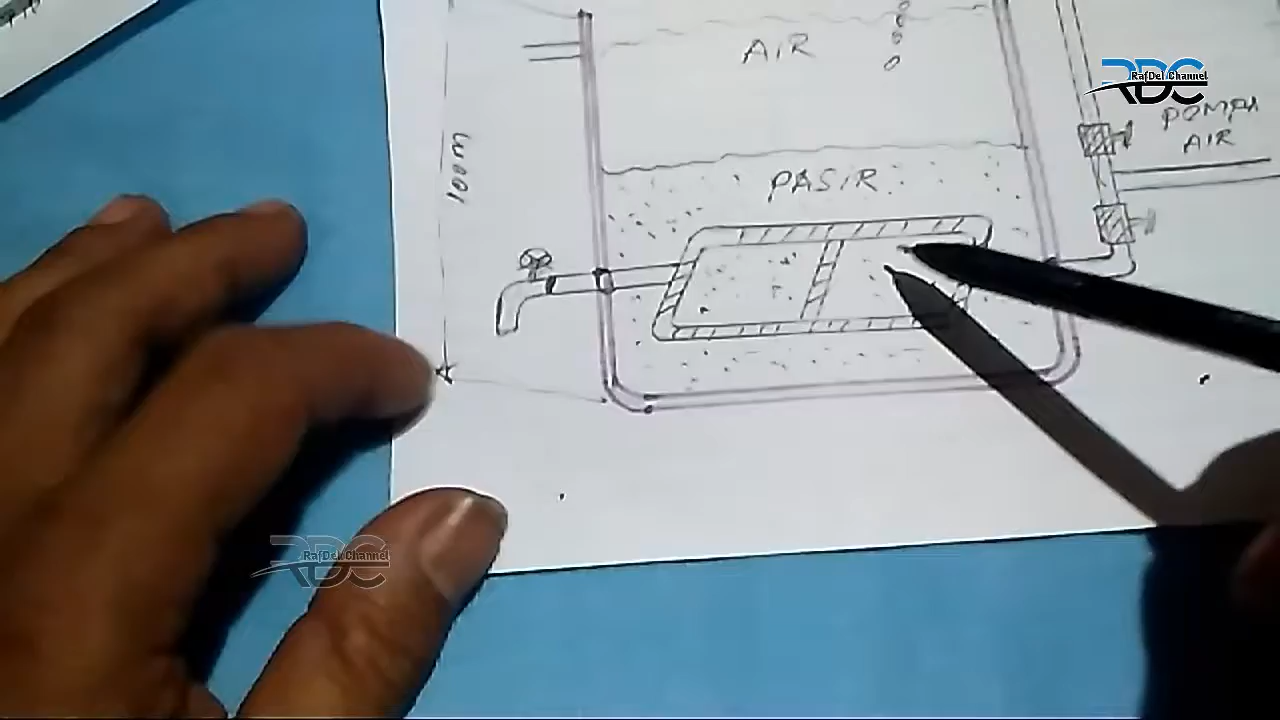 AIR
RDC
RafDel Channel
POMPA
AIR
100m
PASIR
RDC
RafDel Channel